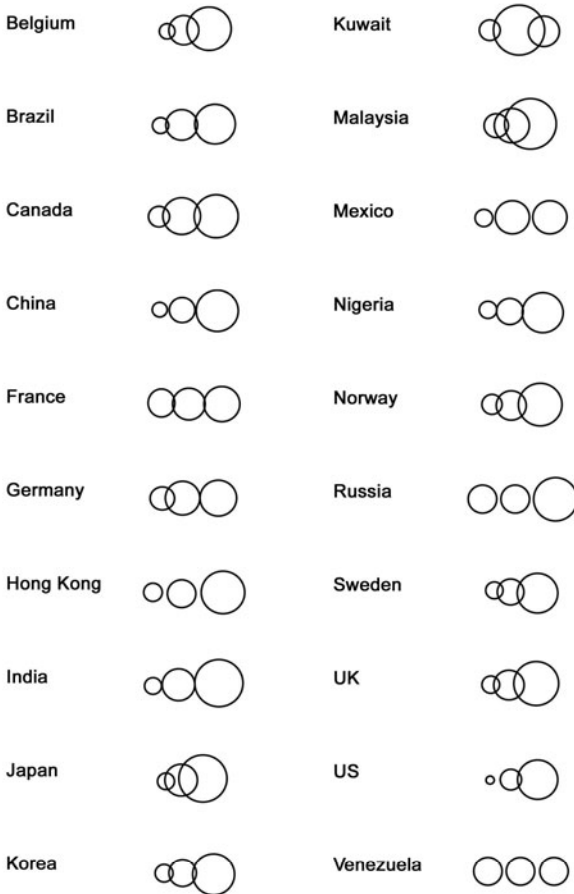 Belgium
Brazil
Canada
China
France
Germany
Hong Kong
India
Japan
Korea
Kuwait
Malaysia
Mexico
Nigeria
Norway
Russia
Sweden
UK
US
Venezuela